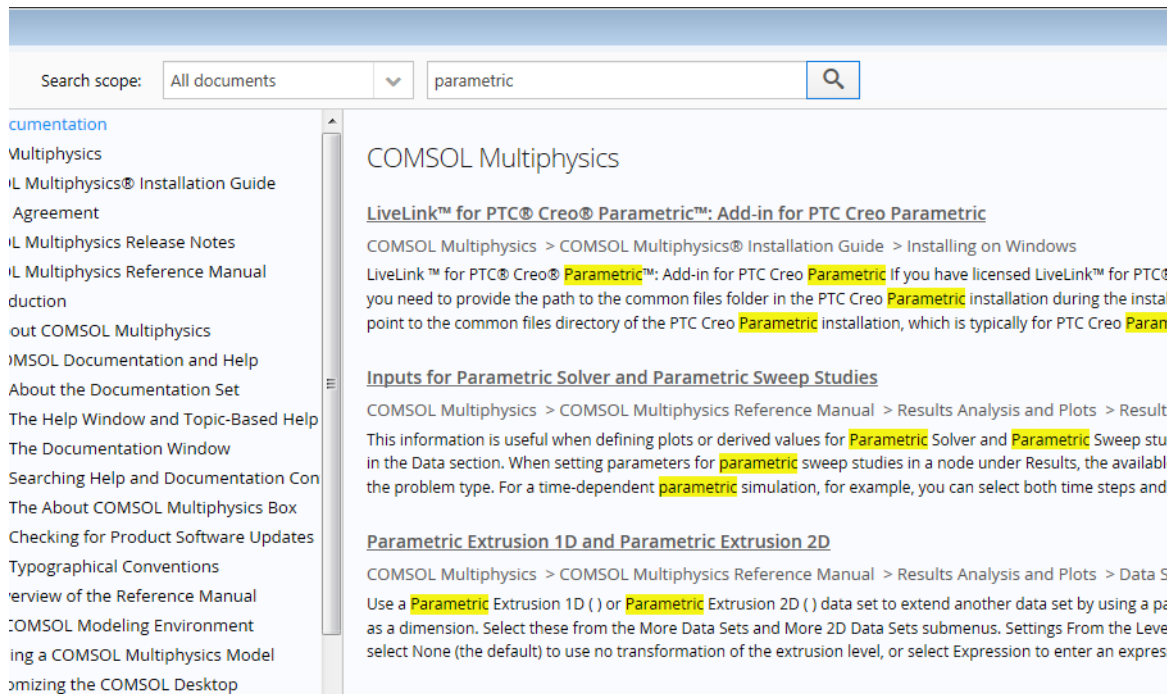 Search scope: All documents parametric
cumentation
Multiphysics
L Multiphysics® Installation Guide
Agreement
L Multiphysics Release Notes
L Multiphysics Reference Manual
duction
out COMSOL Multiphysics
OMSOL Documentation and Help
About the Documentation Set
The Help Window and Topic-Based Help
The Documentation Window
Searching Help and Documentation Con
The About COMSOL Multiphysics Box
Checking for Product Software Updates
Typographical Conventions
verview of the Reference Manual
COMSOL Modeling Environment
ing a COMSOL Multiphysics Model
omizing the COMSOL Desktop
COMSOL Multiphysics
LiveLink™ for PTC® Creo® Parametric™: Add-in for PTC Creo Parametric
COMSOL Multiphysics > COMSOL Multiphysics® Installation Guide > Installing on Windows
LiveLink ™ for PTC® Creo® Parametric™: Add-in for PTC Creo Parametric If you have licensed LiveLink™ for PTC®
you need to provide the path to the common files folder in the PTC Creo Parametric installation during the instal
point to the common files directory of the PTC Creo Parametric installation, which is typically for PTC Creo Param
Inputs for Parametric Solver and Parametric Sweep Studies
COMSOL Multiphysics > COMSOL Multiphysics Reference Manual > Results Analysis and Plots > Result
This information is useful when defining plots or derived values for Parametric Solver and Parametric Sweep stu
in the Data section. When setting parameters for parametric sweep studies in a node under Results, the availabl
the problem type. For a time-dependent parametric simulation, for example, you can select both time steps and
Parametric Extrusion 1D and Parametric Extrusion 2D
COMSOL Multiphysics > COMSOL Multiphysics Reference Manual > Results Analysis and Plots > Data S
Use a Parametric Extrusion 1D ( ) or Parametric Extrusion 2D ( ) data set to extend another data set by using a pa
as a dimension. Select these from the More Data Sets and More 2D Data Sets submenus. Settings From the Leve
select None (the default) to use no transformation of the extrusion level, or select Expression to enter an expres